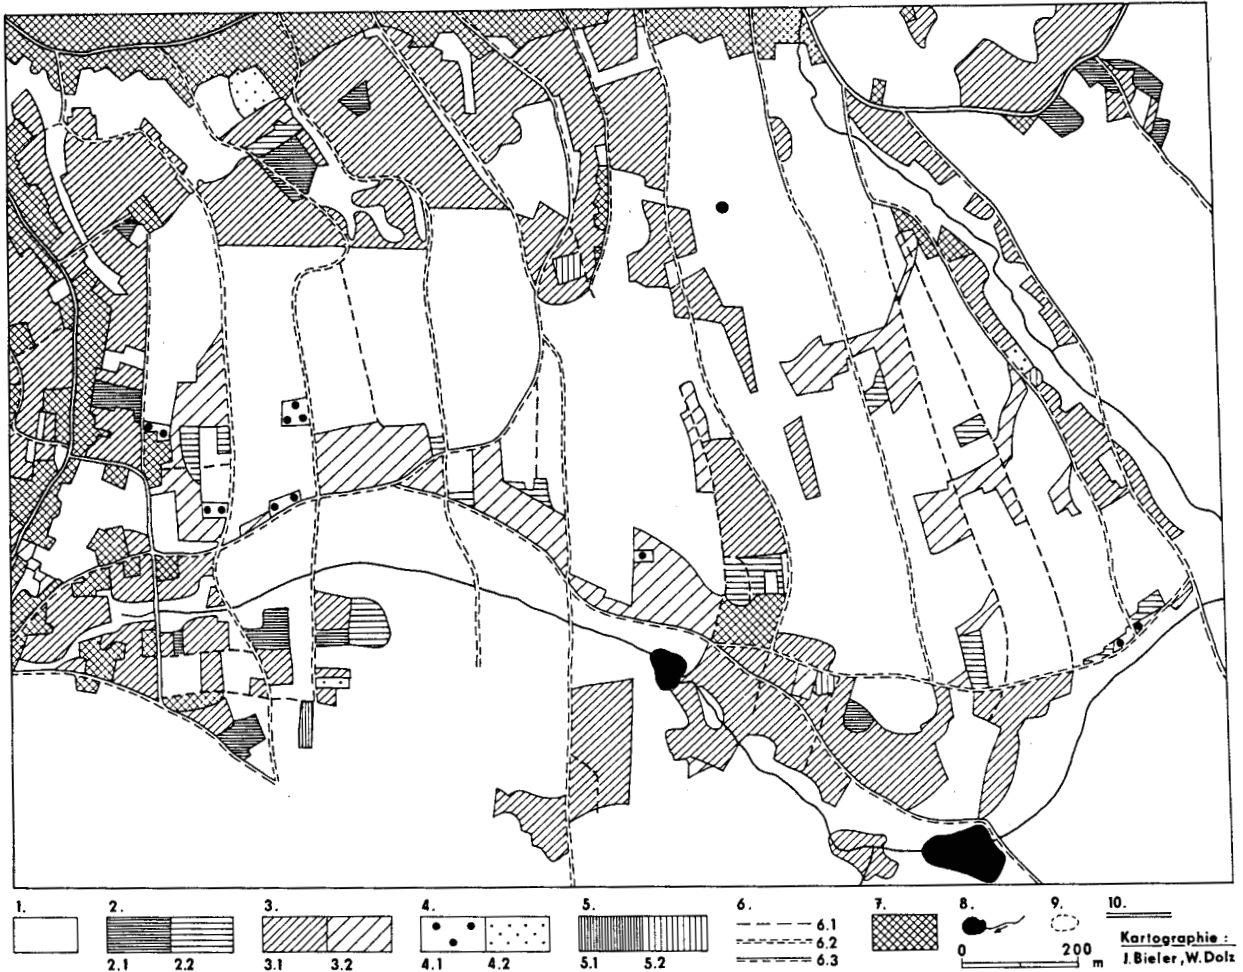 1. 2. 3. 4. 5. 6. 7. 8. 9. 10.
6.1
6.2
6.3
0 200 m
Kartographie :
J.Bieler,W.Dolz
2.1 2.2 3.1 3.2 4.1 4.2 5.1 5.2